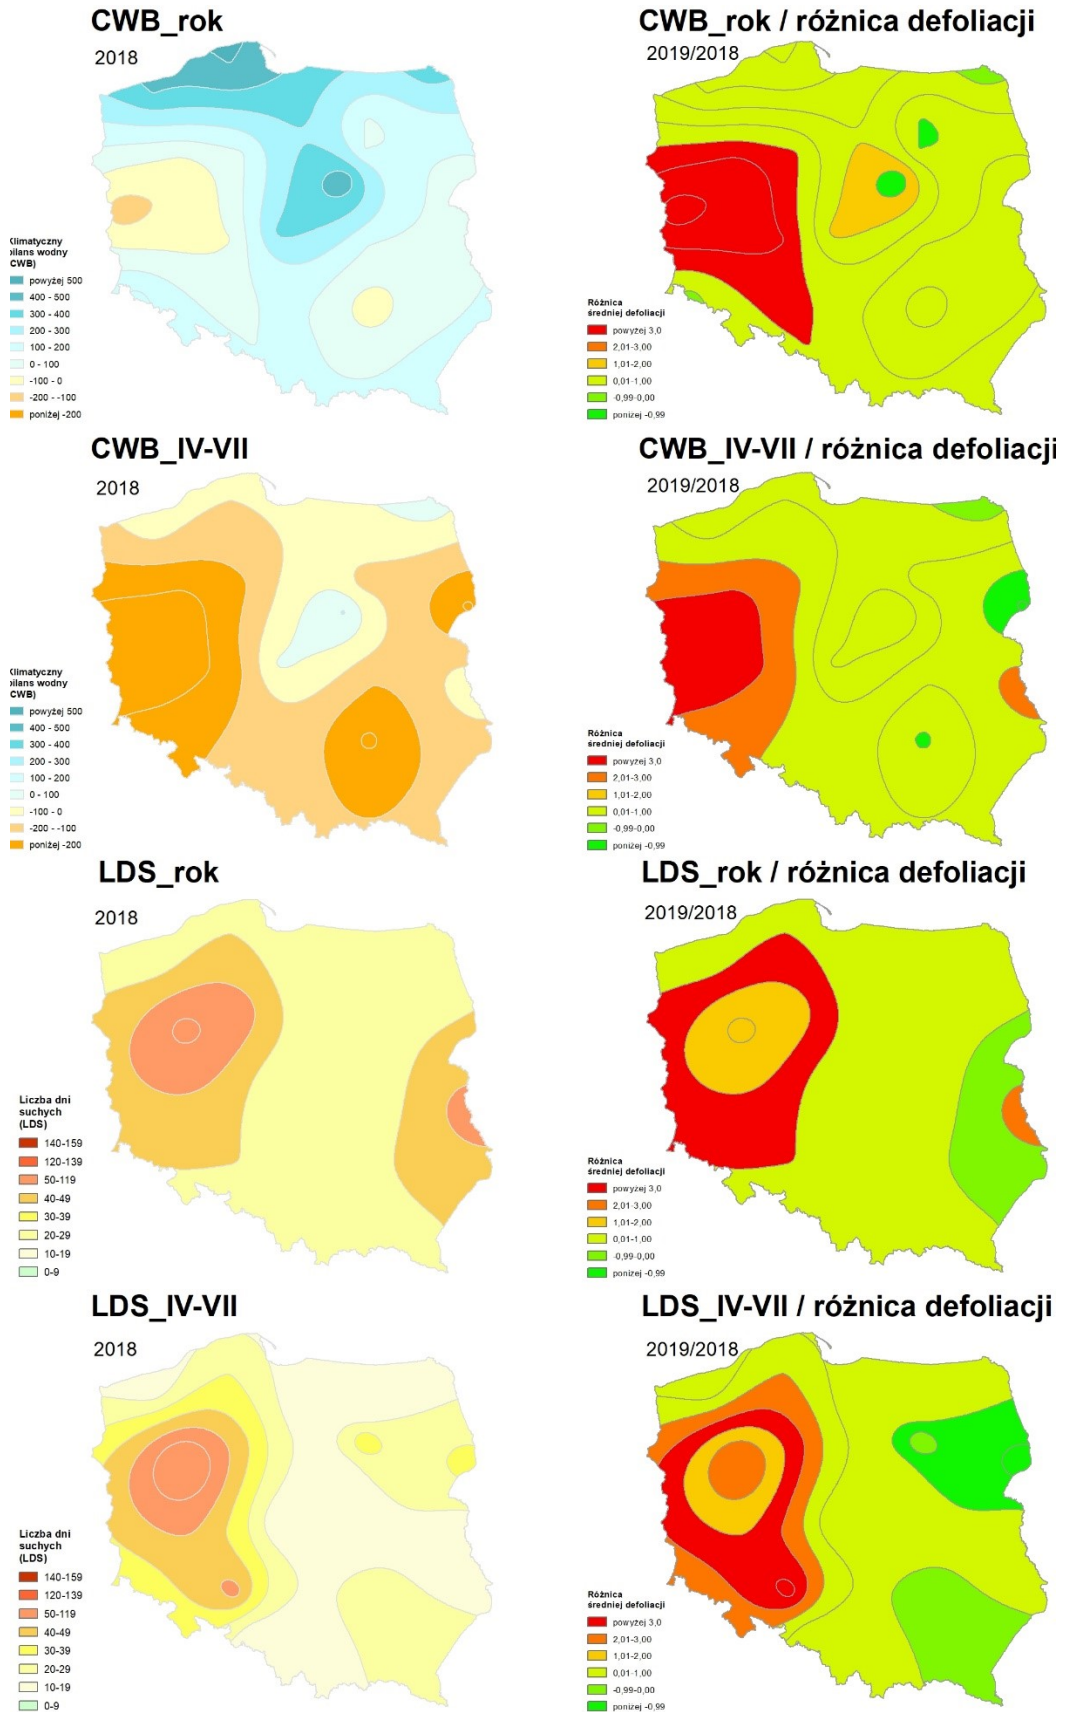 CWB_rok
2018
Klimatyczny
bilans wodny
(CWB)
powyżej 500
400 - 500
300 - 400
200 - 300
100 - 200
0 - 100
-100 - 0
-200 - -100
poniżej -200
CWB_rok / różnica defoliacji
2019/2018
Różnica
średniej defoliacji
powyżej 3,0
2,01-3,00
1,01-2,00
0,01-1,00
-0,99-0,00
poniżej -0,99
CWB_IV-VII
2018
Klimatyczny
bilans wodny
(CWB)
powyżej 500
400 - 500
300 - 400
200 - 300
100 - 200
0 - 100
-100 - 0
-200 - -100
poniżej -200
CWB_IV-VII / różnica defoliacji
2019/2018
Różnica
średniej defoliacji
powyżej 3,0
2,01-3,00
1,01-2,00
0,01-1,00
-0,99-0,00
poniżej -0,99
LDS_rok
2018
Liczba dni
suchych
(LDS)
140-159
120-139
50-119
40-49
30-39
20-29
10-19
0-9
LDS_rok / różnica defoliacji
2019/2018
Różnica
średniej defoliacji
powyżej 3,0
2,01-3,00
1,01-2,00
0,01-1,00
-0,99-0,00
poniżej -0,99
LDS_IV-VII
2018
Liczba dni
suchych
(LDS)
140-159
120-139
50-119
40-49
30-39
20-29
10-19
0-9
LDS_IV-VII / różnica defoliacji
2019/2018
Różnica
średniej defoliacji
powyżej 3,0
2,01-3,00
1,01-2,00
0,01-1,00
-0,99-0,00
poniżej -0,99